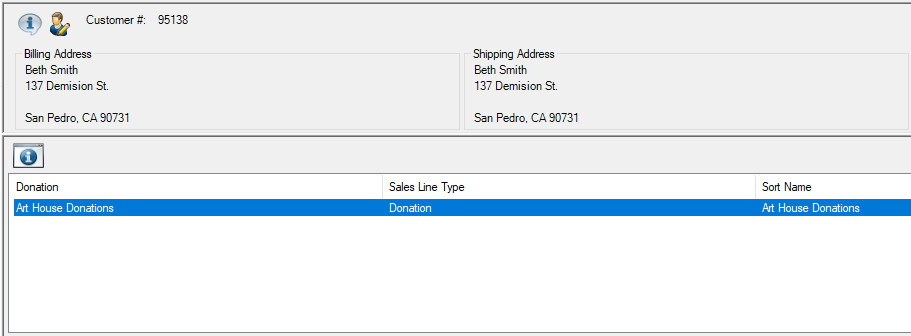 Customer #: 95138
Billing Address
Beth Smith
137 Demision St.
San Pedro, CA 90731
Shipping Address
Beth Smith
137 Demision St.
San Pedro, CA 90731
Donation Sales Line Type Sort Name
Art House Donations Donation Art House Donations